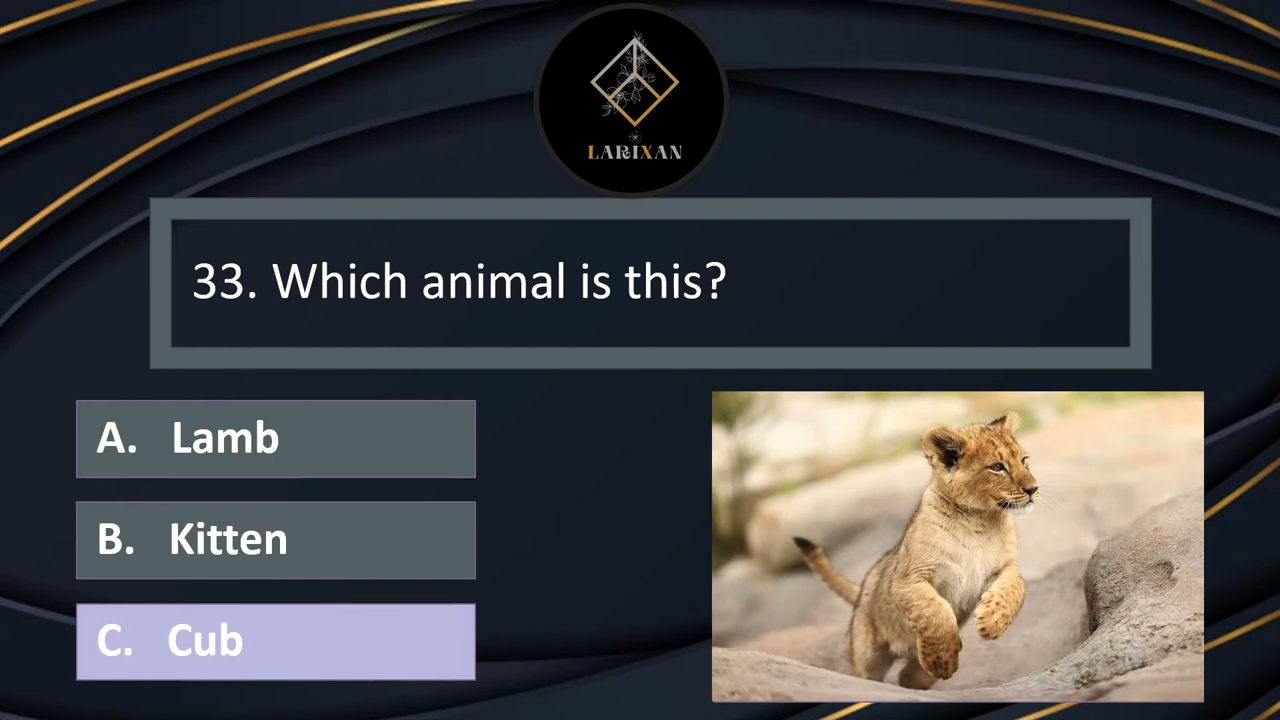 LARIXAN
33. Which animal is this?
A. Lamb
B. Kitten
C. Cub